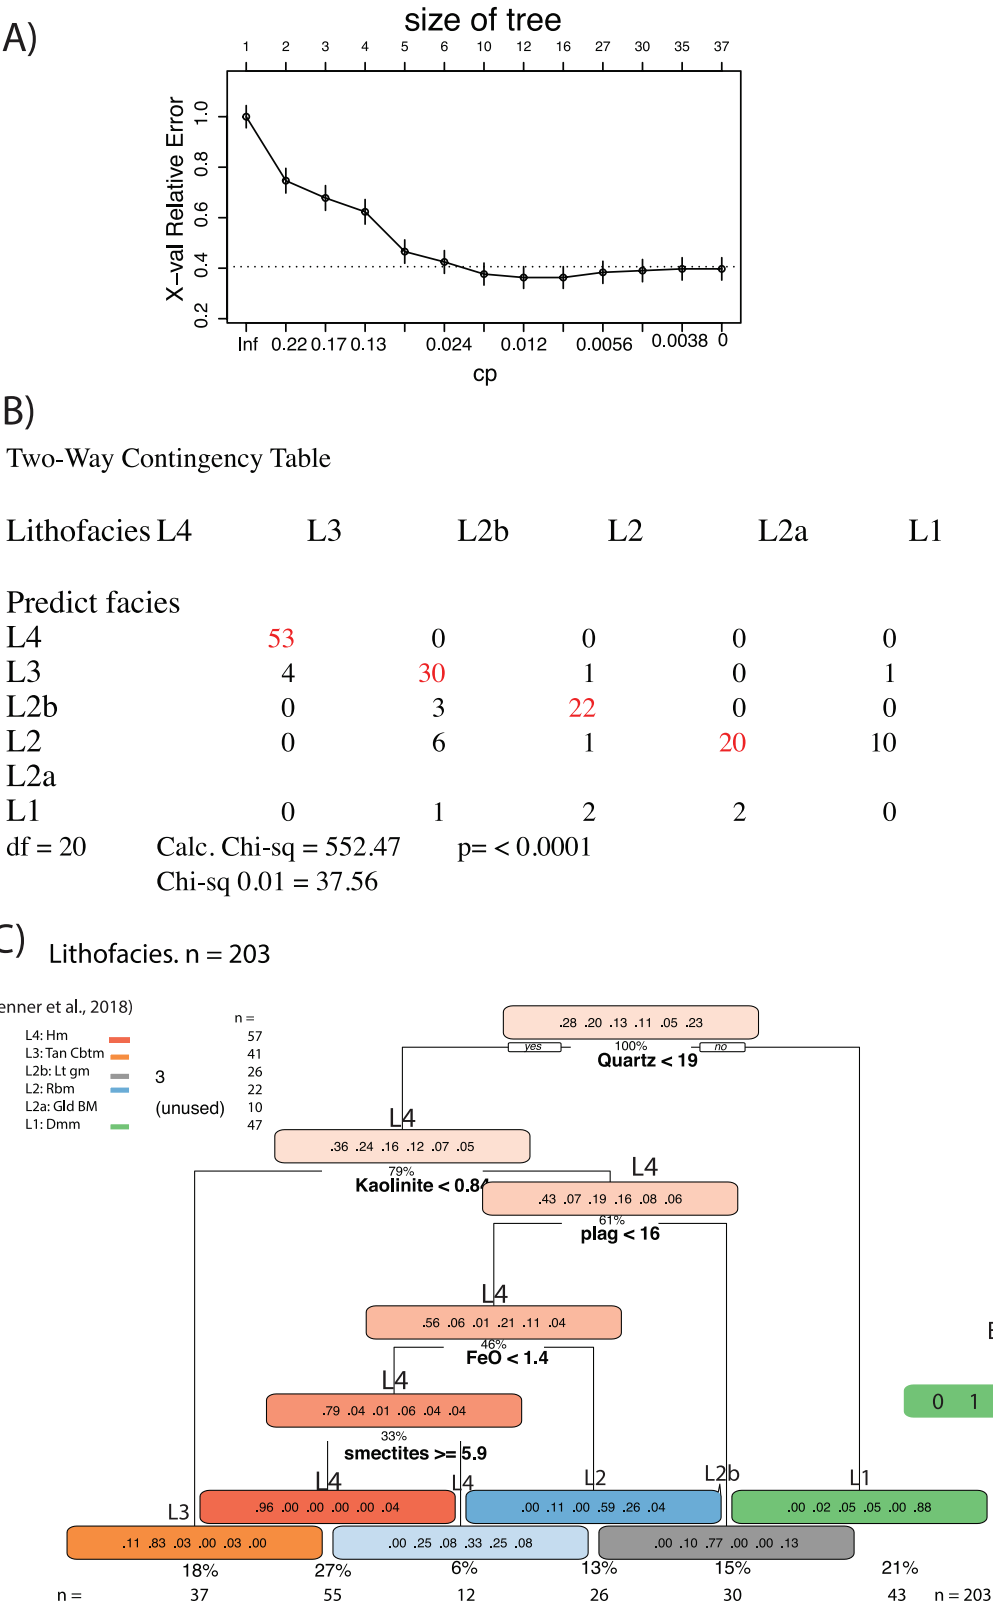 A)
size of tree
1 2 3 4 5 6 10 12 16 27 30 35 37
X-val Relative Error
1.0
0.8
0.6
0.4
0.2
Inf 0.22 0.17 0.13 0.024 0.012 0.0056 0.0038 0
cp
B)
Two-Way Contingency Table
Lithofacies L4 L3 L2b L2 L2a L1
Predict facies
L4 53 0 0 0 0
L3 4 30 1 0 1
L2b 0 3 22 0 0
L2 0 6 1 20 10
L2a
L1 0 1 2 2 0
df = 20 Calc. Chi-sq = 552.47 p= < 0.0001
Chi-sq 0.01 = 37.56
C) Lithofacies. n = 203
enner et al., 2018)
n =
L4: Hm 57
L3: Tan Cbtm 41
L2b: Lt gm 3 26
L2: Rbm 22
L2a: Gld BM (unused) 10
L1: Dmm 47
.28 .20 .13 .11 .05 .23
yes 100% no
Quartz < 19
L4
.36 .24 .16 .12 .07 .05
79%
Kaolinite < 0.84
L4
.43 .07 .19 .16 .08 .06
61%
plag < 16
L4
.56 .06 .01 .21 .11 .04
46%
FeO < 1.4
L4
.79 .04 .01 .06 .04 .04
33%
smectites >= 5.9
E
0 1
L4 L4 L2 L2b L1
.96 .00 .00 .00 .00 .04
.00 .11 .00 .59 .26 .04
.00 .02 .05 .05 .00 .88
L3
.11 .83 .03 .00 .03 .00
.00 .25 .08 .33 .25 .08
.00 .10 .77 .00 .00 .13
18% 27% 6% 13% 15% 21%
n = 37 55 12 26 30 43 n = 203